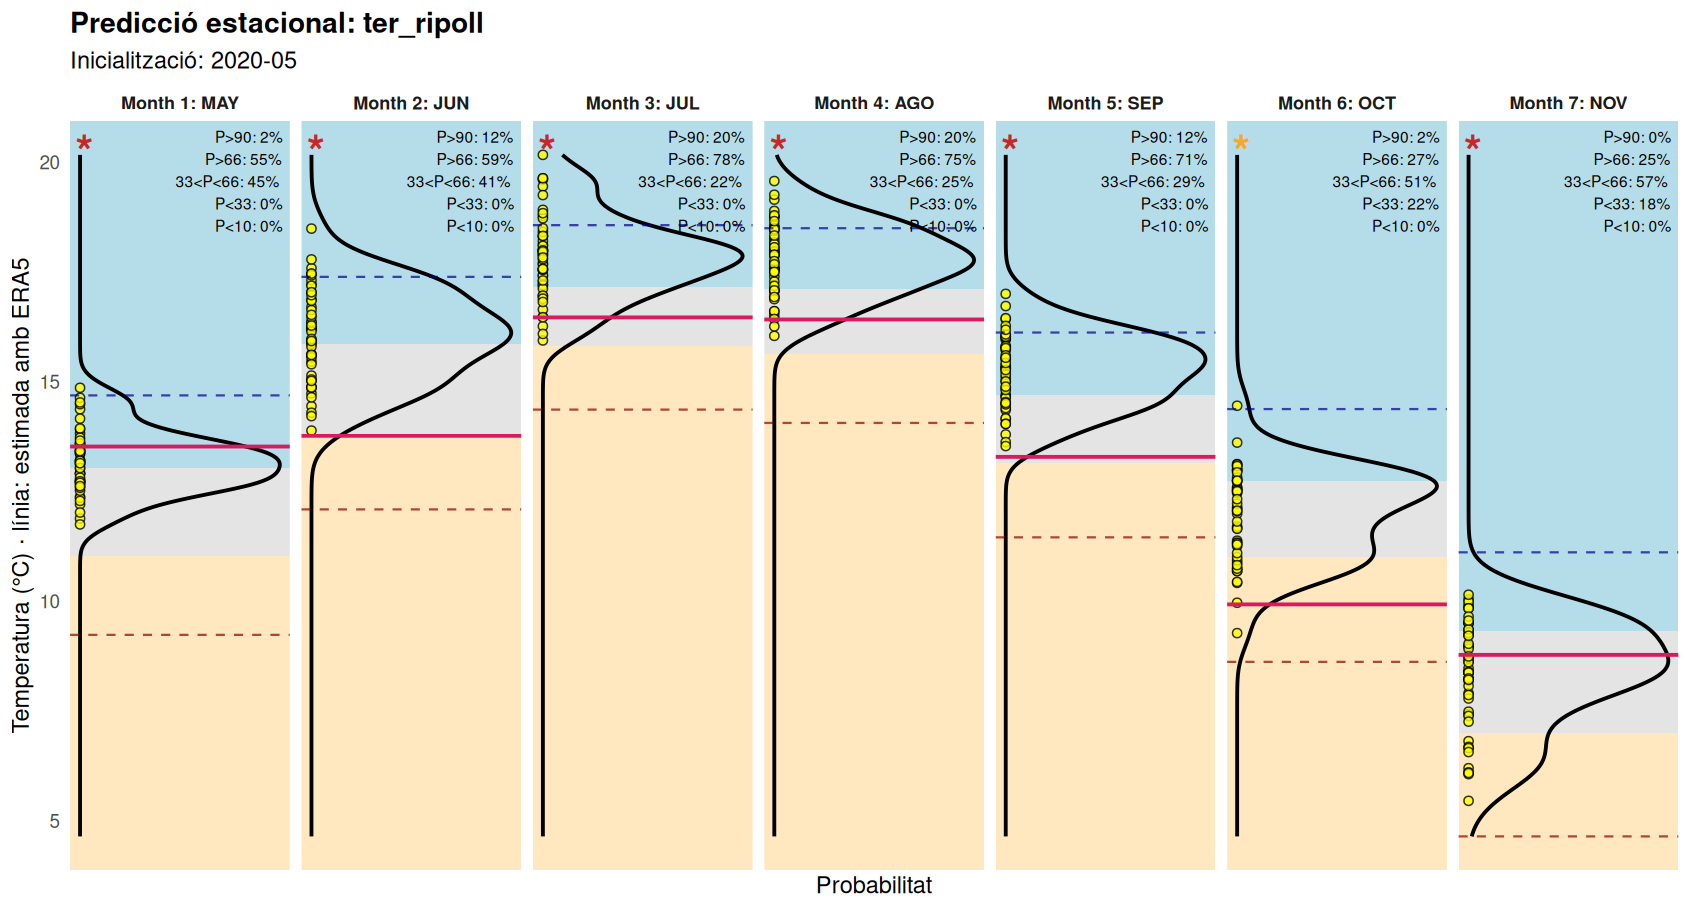 Predicció estacional: ter_ripoll
Inicialització: 2020-05
Month 1: MAY
Month 2: JUN
Month 3: JUL
Month 4: AGO
Month 5: SEP
Month 6: OCT
Month 7: NOV
P>90: 2%
P>66: 55%
33<P<66: 45%
P<33: 0%
P<10: 0%
P>90: 12%
P>66: 59%
33<P<66: 41%
P<33: 0%
P<10: 0%
P>90: 20%
P>66: 78%
33<P<66: 22%
P<33: 0%
P<10: 0%
P>90: 20%
P>66: 75%
33<P<66: 25%
P<33: 0%
P<10: 0%
P>90: 12%
P>66: 71%
33<P<66: 29%
P<33: 0%
P<10: 0%
P>90: 2%
P>66: 27%
33<P<66: 51%
P<33: 22%
P<10: 0%
P>90: 0%
P>66: 25%
33<P<66: 57%
P<33: 18%
P<10: 0%
20
15
10
5
Temperatura (°C) · línia: estimada amb ERA5
Probabilitat